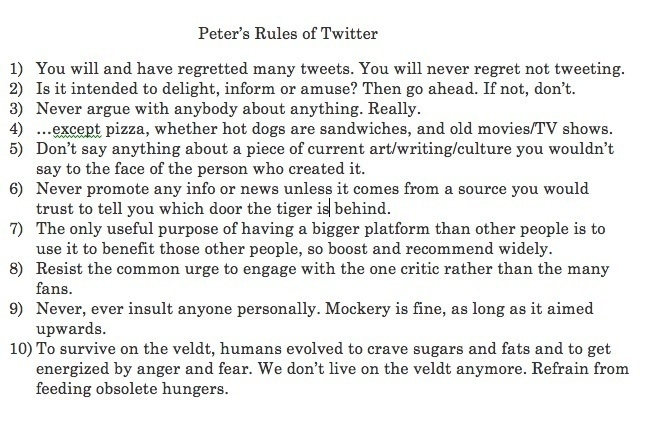 Peter’s Rules of Twitter
1) You will and have regretted many tweets. You will never regret not tweeting.
2) Is it intended to delight, inform or amuse? Then go ahead. If not, don’t.
3) Never argue with anybody about anything. Really.
4) …except pizza, whether hot dogs are sandwiches, and old movies/TV shows.
5) Don’t say anything about a piece of current art/writing/culture you wouldn’t
say to the face of the person who created it.
6) Never promote any info or news unless it comes from a source you would
trust to tell you which door the tiger is behind.
7) The only useful purpose of having a bigger platform than other people is to
use it to benefit those other people, so boost and recommend widely.
8) Resist the common urge to engage with the one critic rather than the many
fans.
9) Never, ever insult anyone personally. Mockery is fine, as long as it aimed
upwards.
10) To survive on the veldt, humans evolved to crave sugars and fats and to get
energized by anger and fear. We don’t live on the veldt anymore. Refrain from
feeding obsolete hungers.